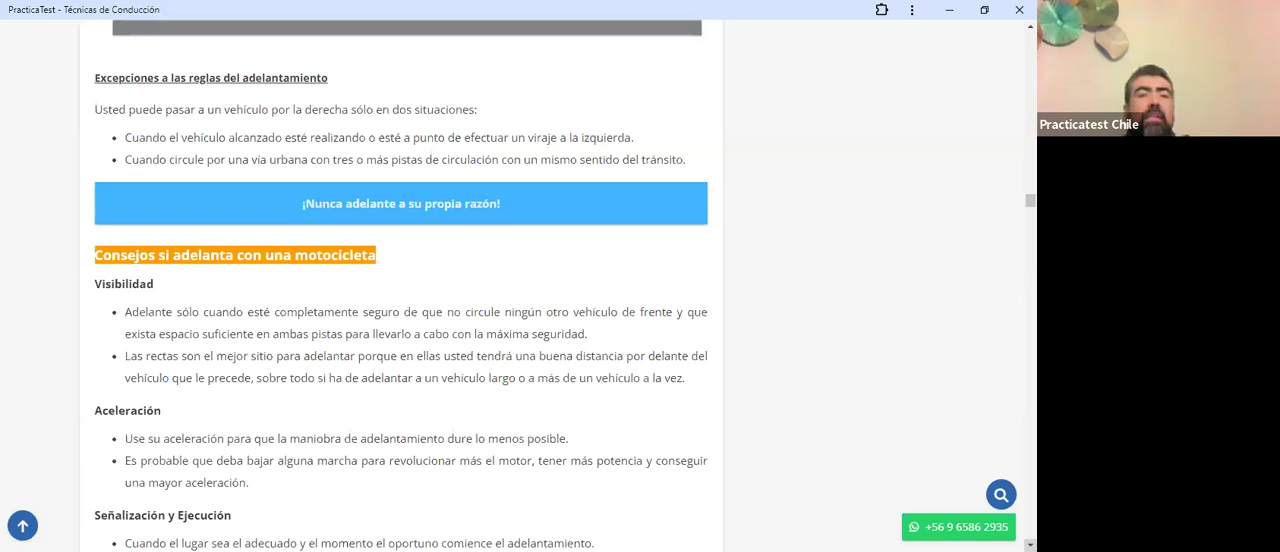 PracticaTest - Técnicas de Conducción
Excepciones a las reglas del adelantamiento
Usted puede pasar a un vehículo por la derecha sólo en dos situaciones:
• Cuando el vehículo alcanzado esté realizando o esté a punto de efectuar un viraje a la izquierda.
• Cuando circule por una vía urbana con tres o más pistas de circulación con un mismo sentido del tránsito.
¡Nunca adelante a su propia razón!
Consejos si adelanta con una motocicleta
Visibilidad
• Adelante sólo cuando esté completamente seguro de que no circule ningún otro vehículo de frente y que
exista espacio suficiente en ambas pistas para llevarlo a cabo con la máxima seguridad.
• Las rectas son el mejor sitio para adelantar porque en ellas usted tendrá una buena distancia por delante del
vehículo que le precede, sobre todo si ha de adelantar a un vehículo largo o a más de un vehículo a la vez.
Aceleración
• Use su aceleración para que la maniobra de adelantamiento dure lo menos posible.
• Es probable que deba bajar alguna marcha para revolucionar más el motor, tener más potencia y conseguir
una mayor aceleración.
Señalización y Ejecución
• Cuando el lugar sea el adecuado y el momento el oportuno comience el adelantamiento.
+56 9 6586 2935
Practicatest Chile